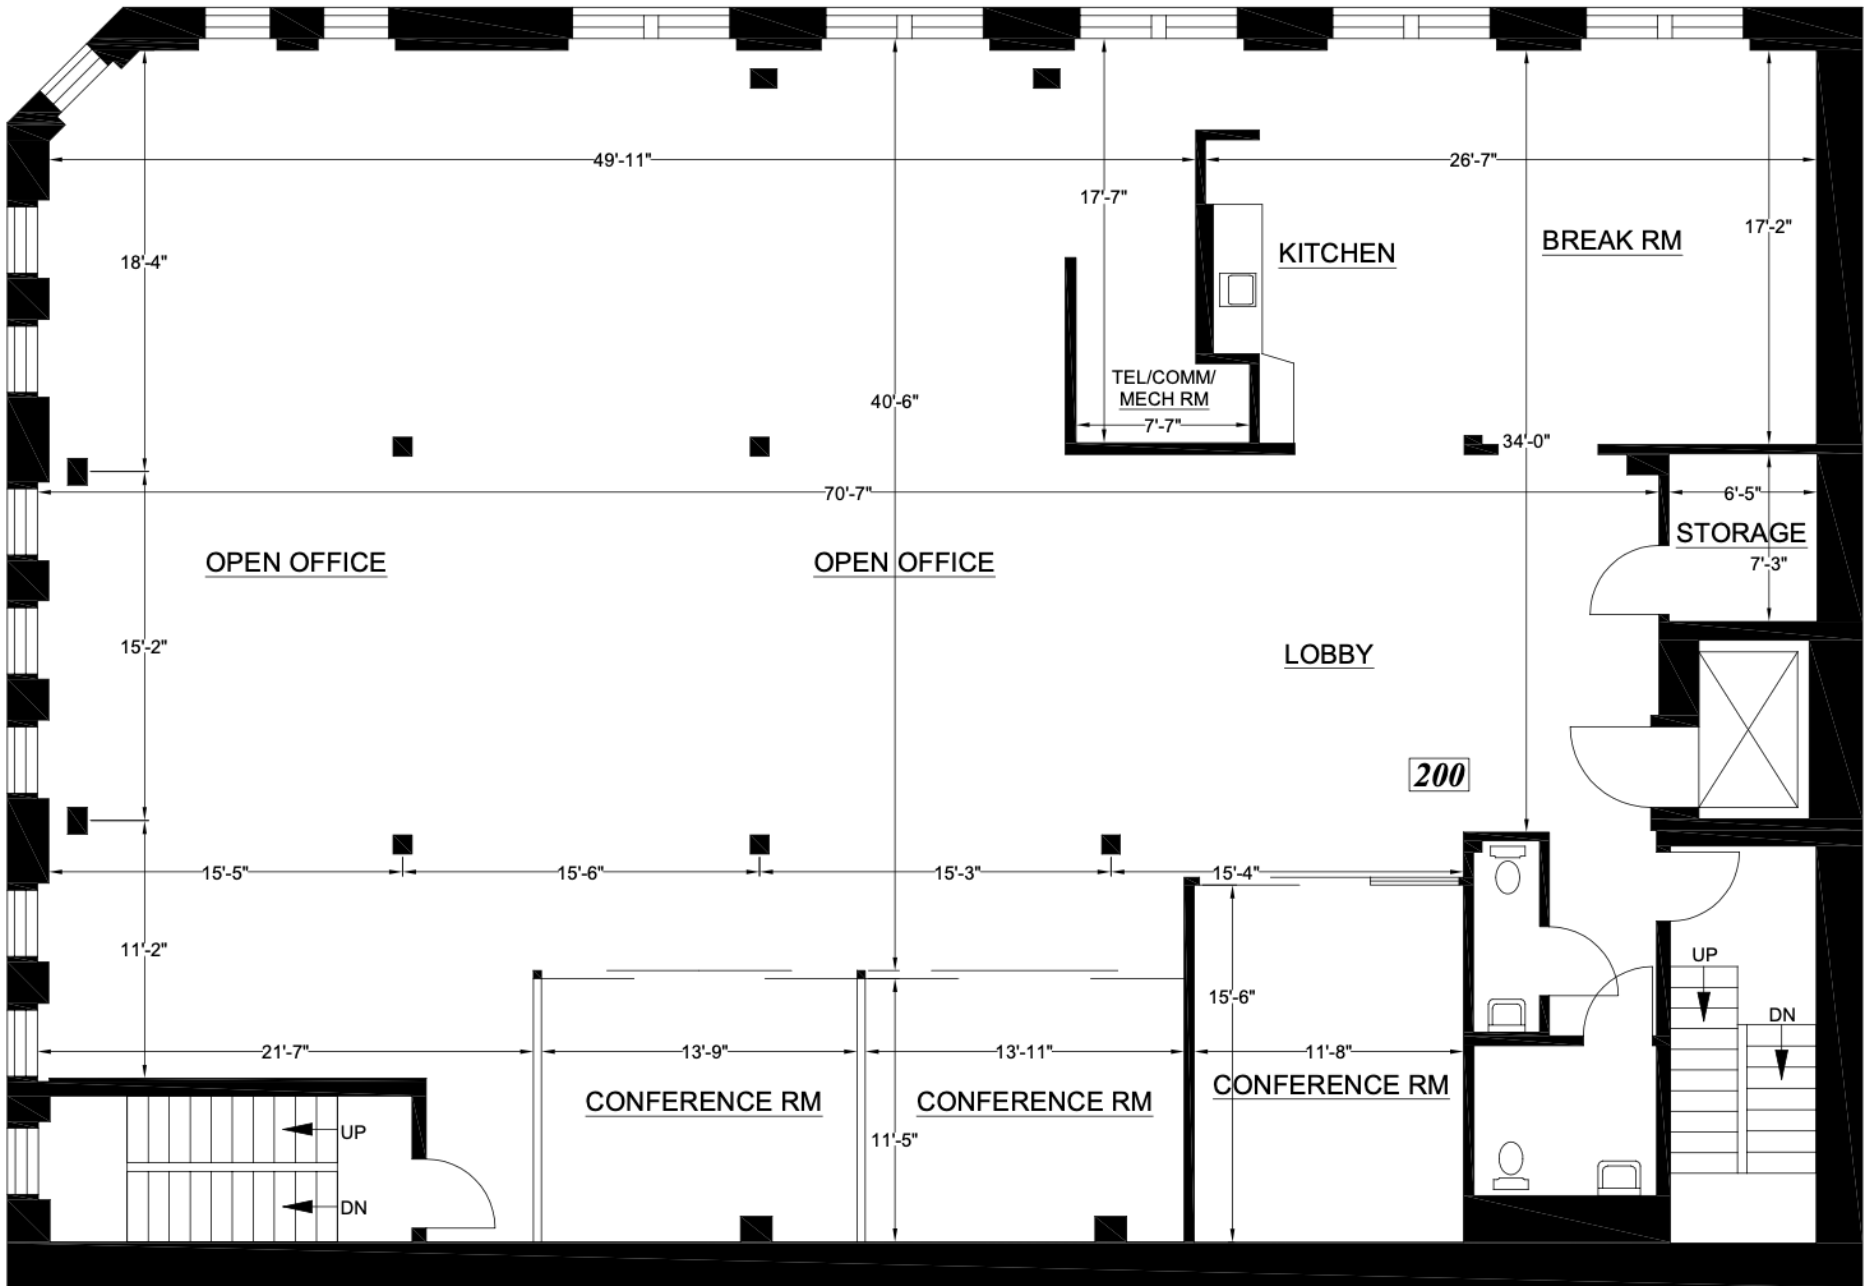 49'-11"
26'-7"
17'-7"
17'-2"
BREAK RM
KITCHEN
18'-4"
TEL/COMM/
MECH RM
7'-7"
40'-6"
34'-0"
70'-7"
6'-5"
STORAGE
7'-3"
OPEN OFFICE
OPEN OFFICE
15'-2"
LOBBY
200
15'-5"
15'-6"
15'-3"
15'-4"
11'-2"
UP
15'-6"
DN
21'-7"
13'-9"
13'-11"
11'-8"
CONFERENCE RM
CONFERENCE RM
CONFERENCE RM
UP
11'-5"
DN